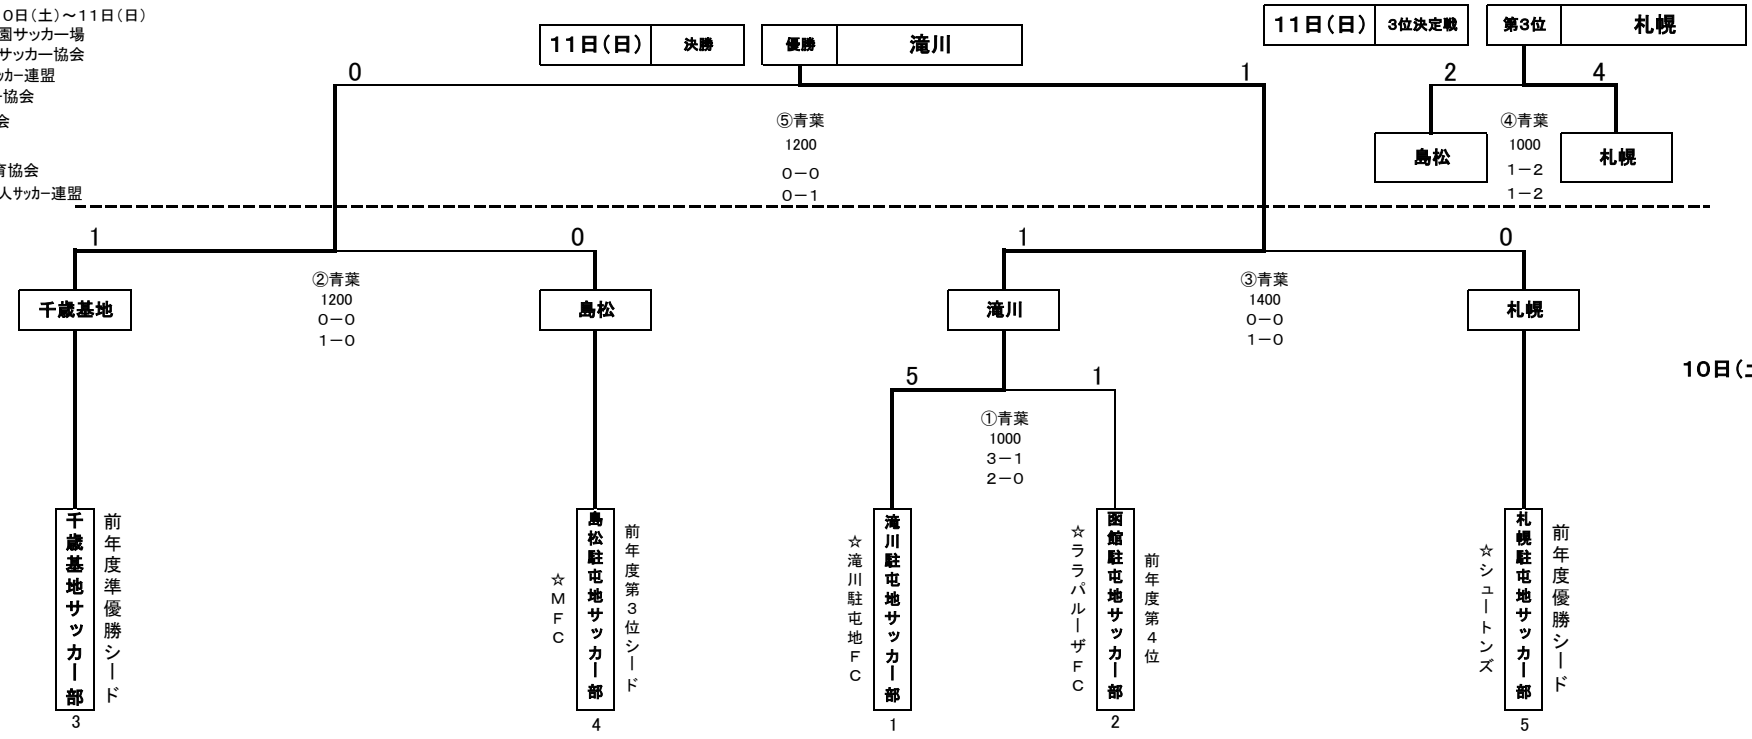 0日(土)～11日(日)
園サッカー場
サッカー協会
ｯｶｰ連盟
ｰ協会
会
育協会
人ｻｯｶｰ連盟
11日(日) 決勝
優勝 滝川
11日(日) 3位決定戦
第3位 札幌
0 1
⑤青葉
1200
0－0
0－1
2 4
④青葉
1000
1－2
1－2
島松 札幌
1 0
②青葉
1200
0－0
1－0
千歳基地 島松
1 0
③青葉
1400
0－0
1－0
滝川 札幌
10日(
5 1
①青葉
1000
3－1
2－0
千歳基地サッカー部
前年度準優勝シード
3
島松駐屯地サッカー部
前年度第3位シード
☆MFC
4
滝川駐屯地サッカー部
☆滝川駐屯地FC
1
函館駐屯地サッカー部
前年度第4位
☆ララパルーザFC
2
札幌駐屯地サッカー部
前年度優勝シード
☆シュートンズ
5